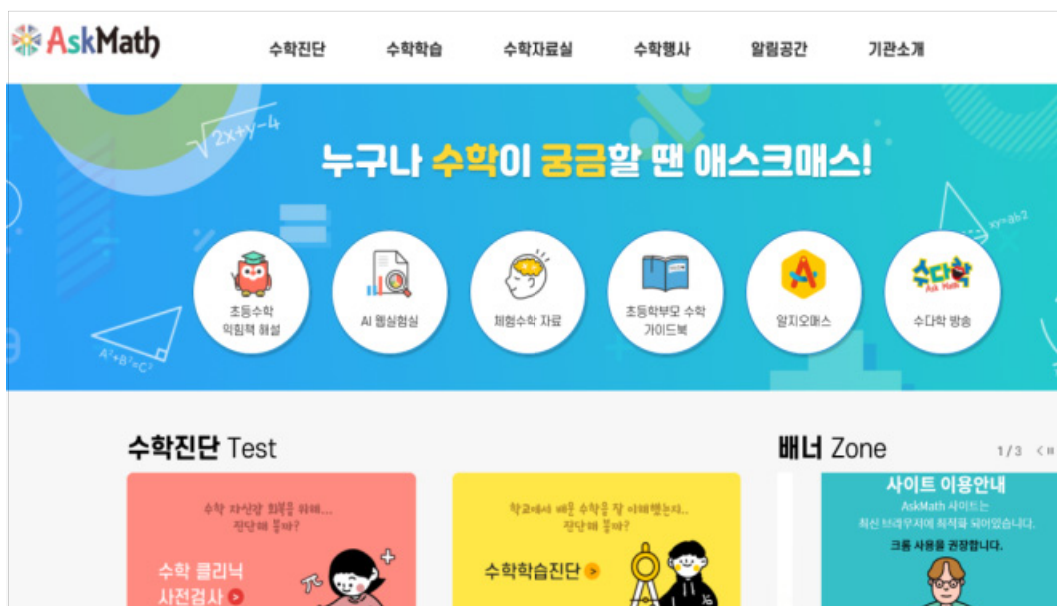 AskMath
수학진단 수학학습 수학자료실 수학행사 알림공간 기관소개
√2x+y-4
누구나 수학이 궁금할 땐 애스크매스!
xy=ab2
초등수학
익힘책 해설
AI 웹실험실
체험수학 자료
초등학부모 수학
가이드북
알지오매스
수다학
Ask Math
수다학 방송
A²+B²=C²
수학진단 Test
배너 Zone
1/3
수학 자신감 회복을 위해...
진단해 볼까?
수학 클리닉
사전검사
학교에서 배운 수학을 잘 이해했는지..
진단해 볼까?
수학학습진단
사이트 이용안내
AskMath 사이트는
최신 브라우저에 최적화 되어있습니다.
크롬 사용을 권장합니다.
π